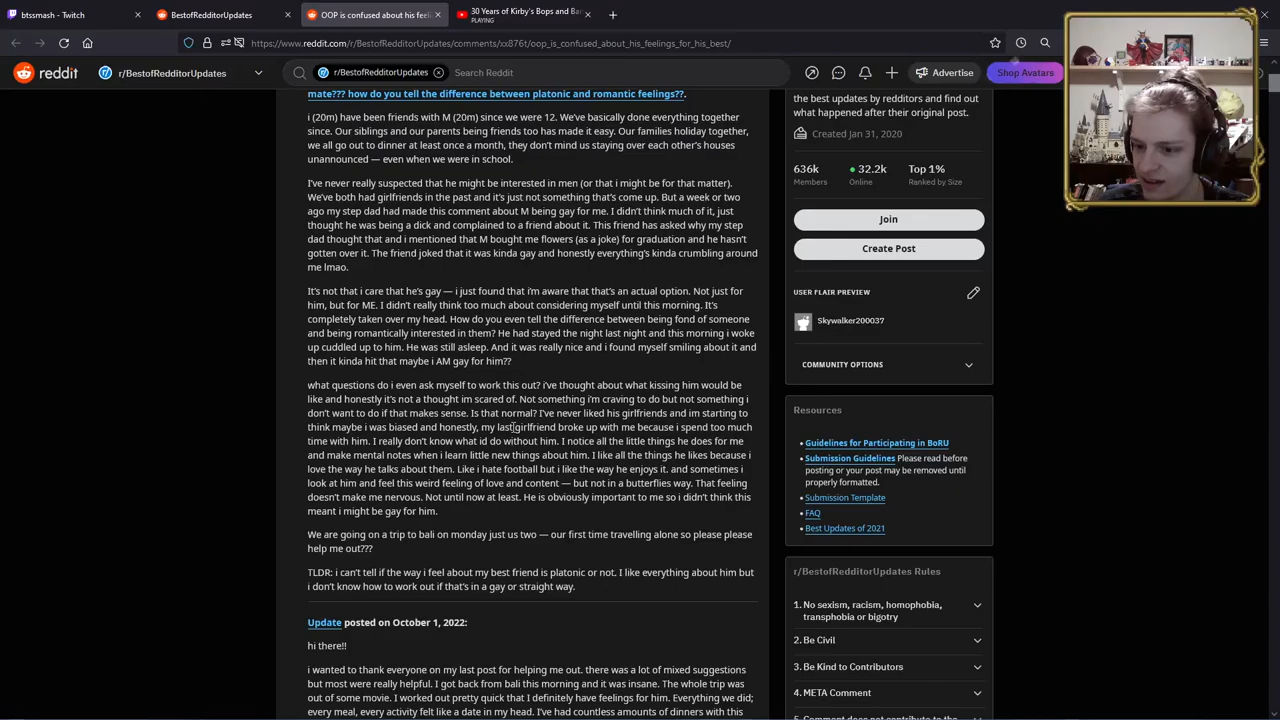 btssmash - Twitch
BestofRedditorUpdates
OOP is confused about his feeli
30 Years of Kirby's Bops and Ba
PLAYING
https://www.reddit.com/r/BestofRedditorUpdates/comments/xx876t/oop_is_confused_about_his_feelings_for_his_best/
reddit
r/BestofRedditorUpdates
r/BestofRedditorUpdates
Search Reddit
Advertise
Shop Avatars
mate??? how do you tell the difference between platonic and romantic feelings??.
i (20m) have been friends with M (20m) since we were 12. We've basically done everything together
since. Our siblings and our parents being friends too has made it easy. Our families holiday together,
we all go out to dinner at least once a month, they don't mind us staying over each other's houses
unannounced — even when we were in school.
I've never really suspected that he might be interested in men (or that i might be for that matter).
We've both had girlfriends in the past and it's just not something that's come up. But a week or two
ago my step dad had made this comment about M being gay for me. I didn't think much of it, just
thought he was being a dick and complained to a friend about it. This friend has asked why my step
dad thought that and i mentioned that M bought me flowers (as a joke) for graduation and he hasn't
gotten over it. The friend joked that it was kinda gay and honestly everything's kinda crumbling around
me lmao.
It's not that i care that he's gay — i just found that i'm aware that that's an actual option. Not just for
him, but for ME. I didn't really think too much about considering myself until this morning. It's
completely taken over my head. How do you even tell the difference between being fond of someone
and being romantically interested in them? He had stayed the night last night and this morning i woke
up cuddled up to him. He was still asleep. And it was really nice and i found myself smiling about it and
then it kinda hit that maybe i AM gay for him??
what questions do i even ask myself to work this out? i've thought about what kissing him would be
like and honestly it's not a thought im scared of. Not something i'm craving to do but not something i
don't want to do if that makes sense. Is that normal? I've never liked his girlfriends and im starting to
think maybe i was biased and honestly, my last girlfriend broke up with me because i spend too much
time with him. I really don't know what id do without him. I notice all the little things he does for me
and make mental notes when i learn little new things about him. I like all the things he likes because i
love the way he talks about them. Like i hate football but i like the way he enjoys it. and sometimes i
look at him and feel this weird feeling of love and content — but not in a butterflies way. That feeling
doesn't make me nervous. Not until now at least. He is obviously important to me so i didn't think this
meant i might be gay for him.
We are going on a trip to bali on monday just us two — our first time travelling alone so please please
help me out???
TLDR: i can't tell if the way i feel about my best friend is platonic or not. I like everything about him but
i don't know how to work out if that's in a gay or straight way.
Update posted on October 1, 2022:
hi there!!
i wanted to thank everyone on my last post for helping me out. there was a lot of mixed suggestions
but most were really helpful. I got back from bali and it was insane. The whole trip was
out of some movie. I worked out pretty quick that I definitely have feelings for him. Everything we did;
every meal, every activity felt like a date in my head. I've had countless amounts of dinners with this
the best updates by redditors and find out
what happened after their original post.
Created Jan 31, 2020
636k
32.2k
Top 1%
Members
Online
Ranked by Size
Join
Create Post
USER FLAIR PREVIEW
Skywalker200037
COMMUNITY OPTIONS
Resources
• Guidelines for Participating in BoRU
• Submission Guidelines Please read before
posting or your post may be removed until
properly formatted.
• Submission Template
• FAQ
• Best Updates of 2021
r/BestofRedditorUpdates Rules
1. No sexism, racism, homophobia,
transphobia or bigotry
2. Be Civil
3. Be Kind to Contributors
4. META Comment